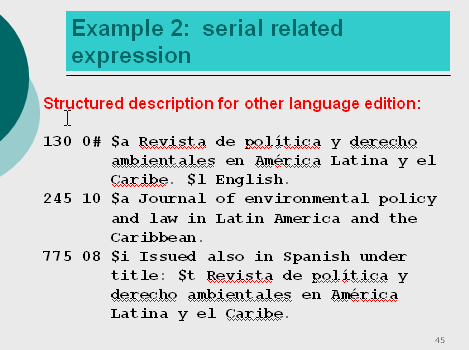 Example 2:  serial related
expression
Structured description for other language edition:
130 0# $a Revista de política y derecho
ambientales en América Latina y el
Caribe. $l English.
245 10 $a Journal of environmental policy
and law in Latin America and the
Caribbean.
775 08 $i Issued also in Spanish under
title: $t Revista de política y
derecho ambientales en América
Latina y el Caribe.
45